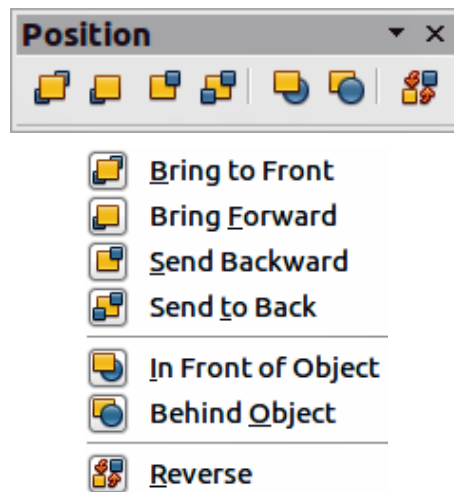 Position
Bring to Front
Bring Forward
Send Backward
Send to Back
In Front of Object
Behind Object
Reverse